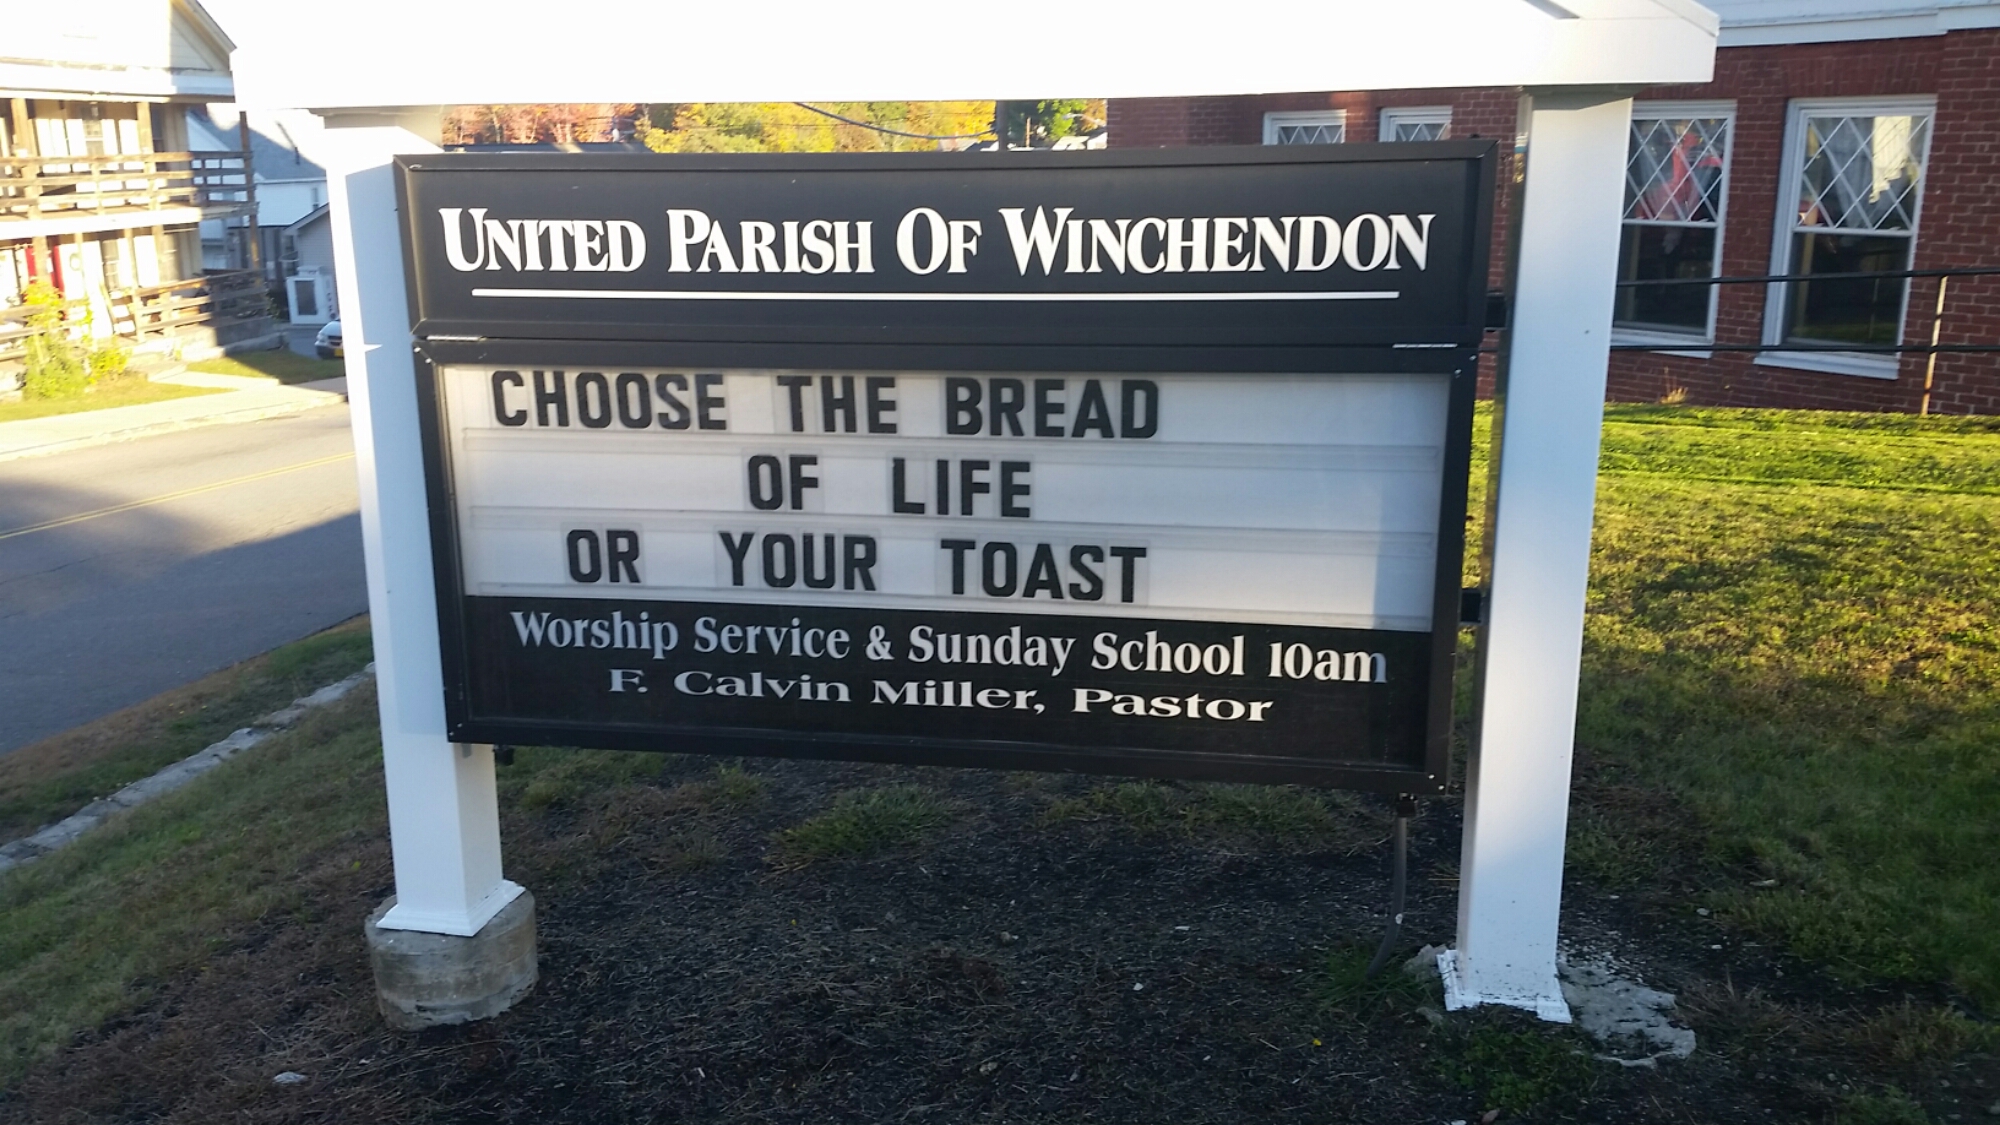 United Parish Of Winchendon
CHOOSE THE BREAD
OF LIFE
OR YOUR TOAST
Worship Service & Sunday School 10am
F. Calvin Miller, Pastor